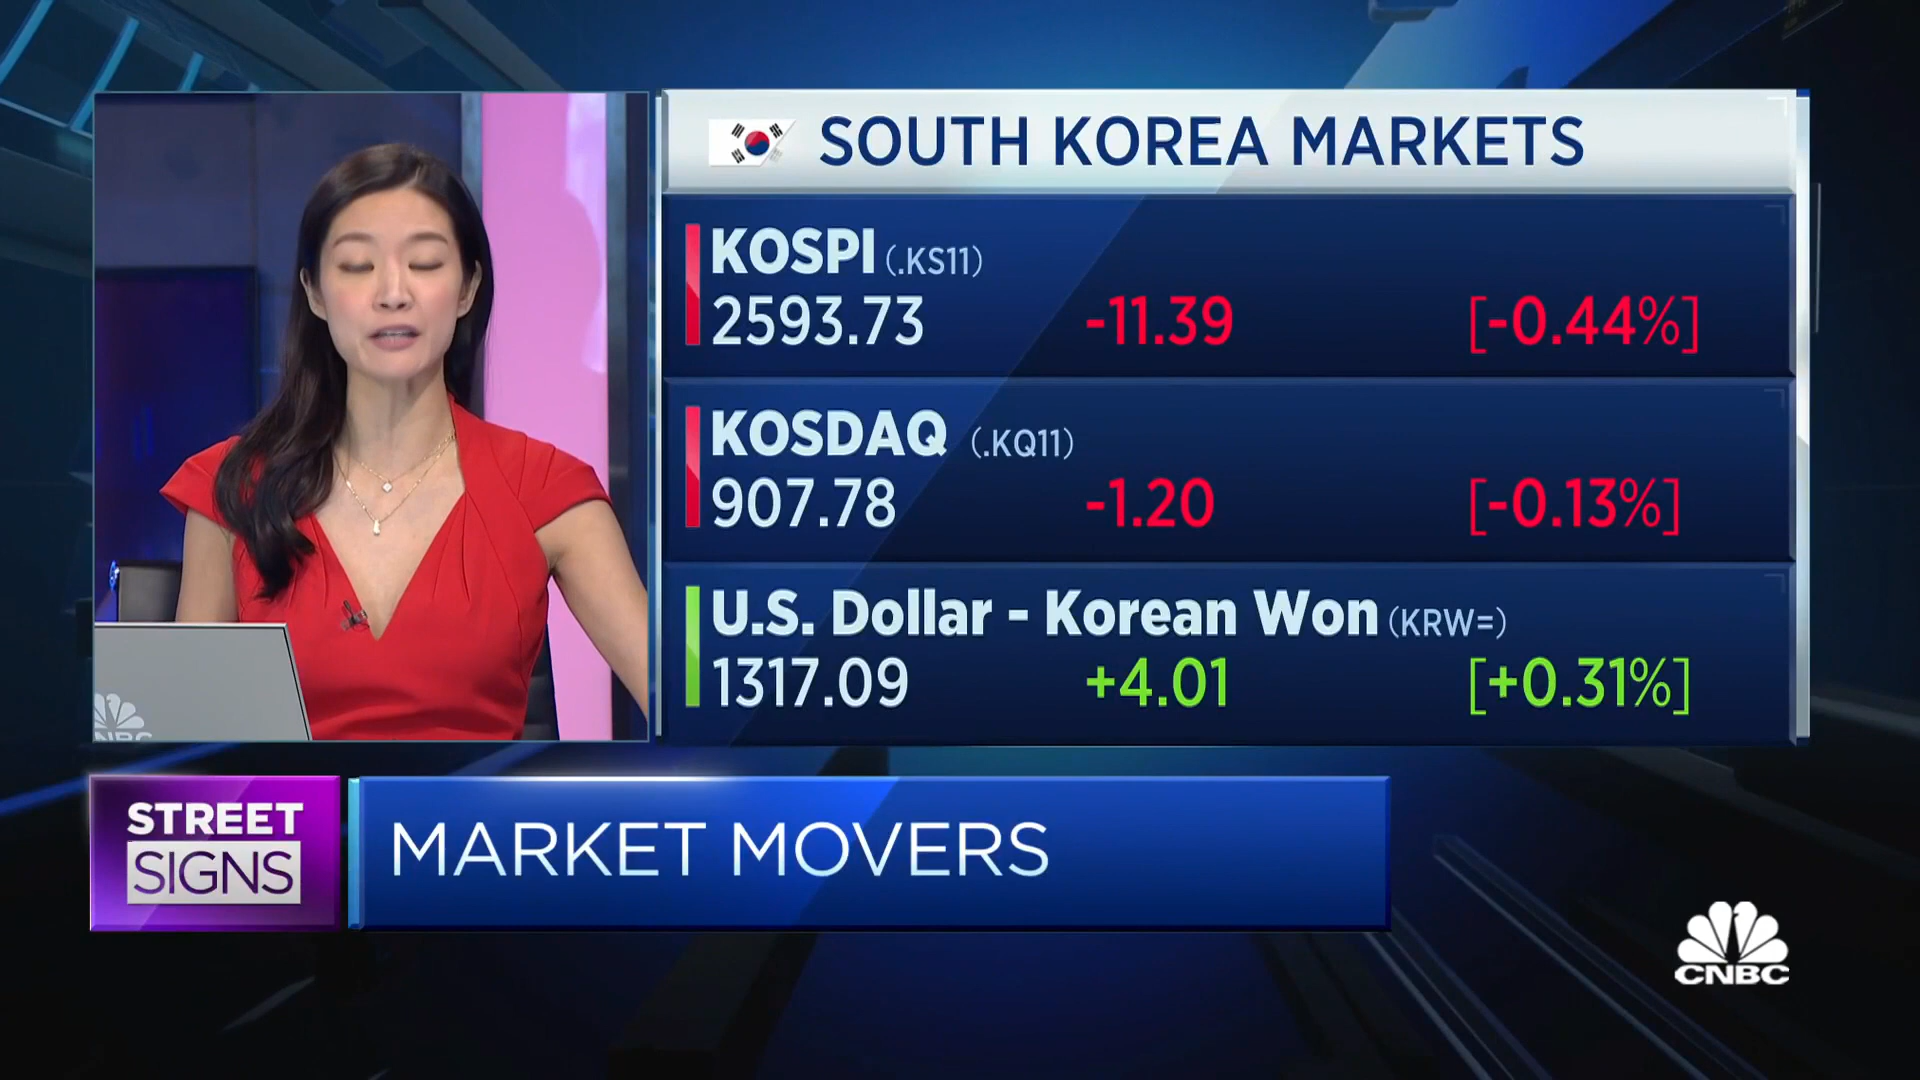 SOUTH KOREA MARKETS
KOSPI (.KS11)
2593.73 -11.39 [-0.44%]
KOSDAQ (.KQ11)
907.78 -1.20 [-0.13%]
U.S. Dollar - Korean Won (KRW=)
1317.09 +4.01 [+0.31%]
CNBC
STREET
SIGNS
MARKET MOVERS
CNBC